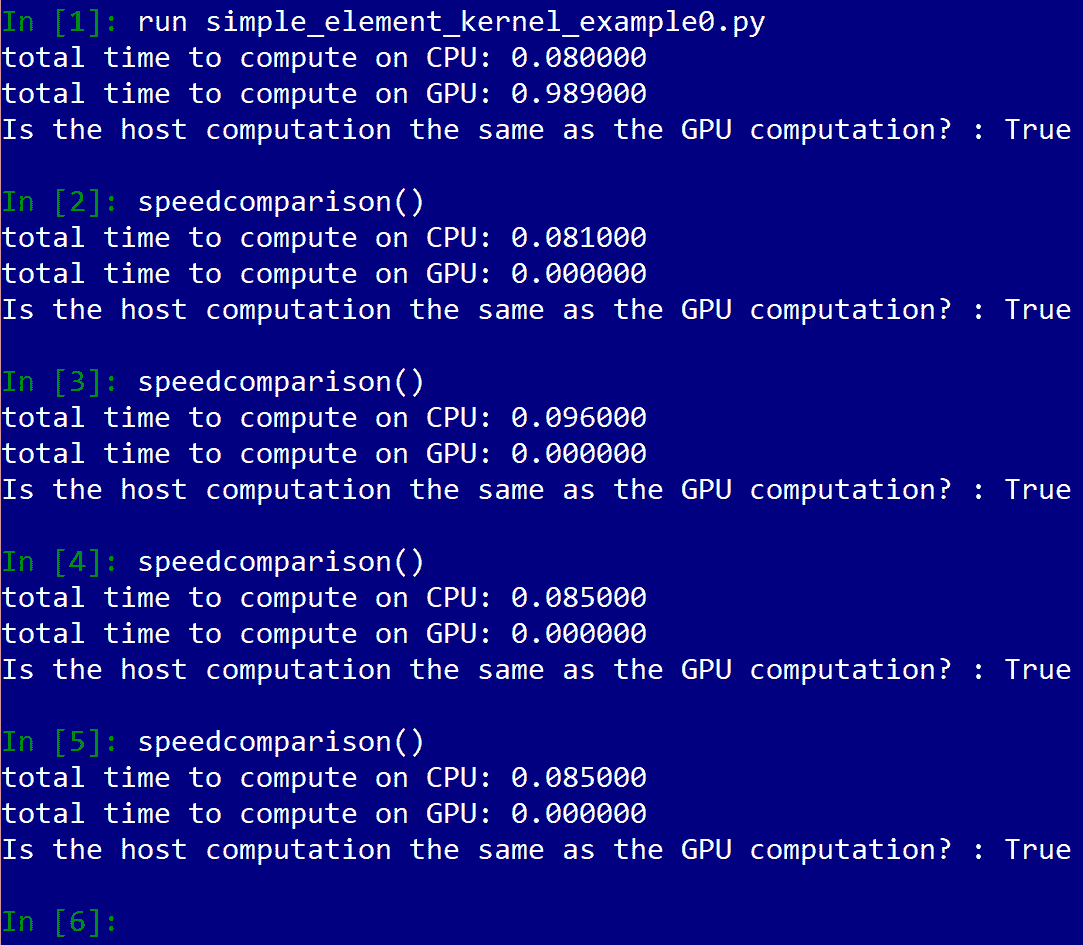 In [1]: run simple_element_kernel_example0.py
total time to compute on CPU: 0.080000
total time to compute on GPU: 0.989000
Is the host computation the same as the GPU computation? : True
In [2]: speedcomparison()
total time to compute on CPU: 0.081000
total time to compute on GPU: 0.000000
Is the host computation the same as the GPU computation? : True
In [3]: speedcomparison()
total time to compute on CPU: 0.096000
total time to compute on GPU: 0.000000
Is the host computation the same as the GPU computation? : True
In [4]: speedcomparison()
total time to compute on CPU: 0.085000
total time to compute on GPU: 0.000000
Is the host computation the same as the GPU computation? : True
In [5]: speedcomparison()
total time to compute on CPU: 0.085000
total time to compute on GPU: 0.000000
Is the host computation the same as the GPU computation? : True
In [6]: